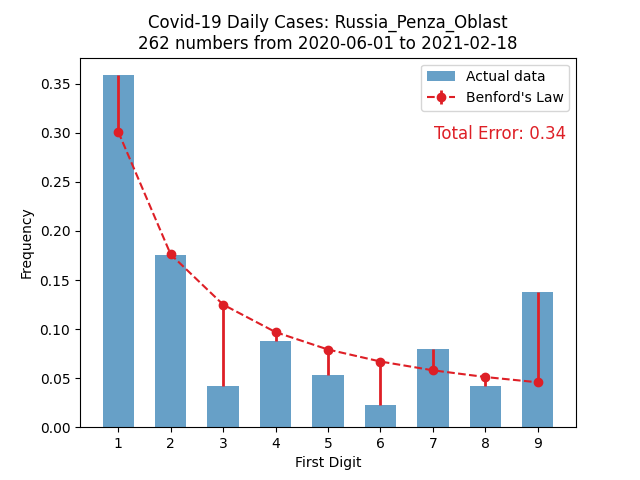 Covid-19 Daily Cases: Russia_Penza_Oblast
262 numbers from 2020-06-01 to 2021-02-18
Actual data
Benford's Law
Total Error: 0.34
Frequency
0.35
0.30
0.25
0.20
0.15
0.10
0.05
0.00
1 2 3 4 5 6 7 8 9
First Digit